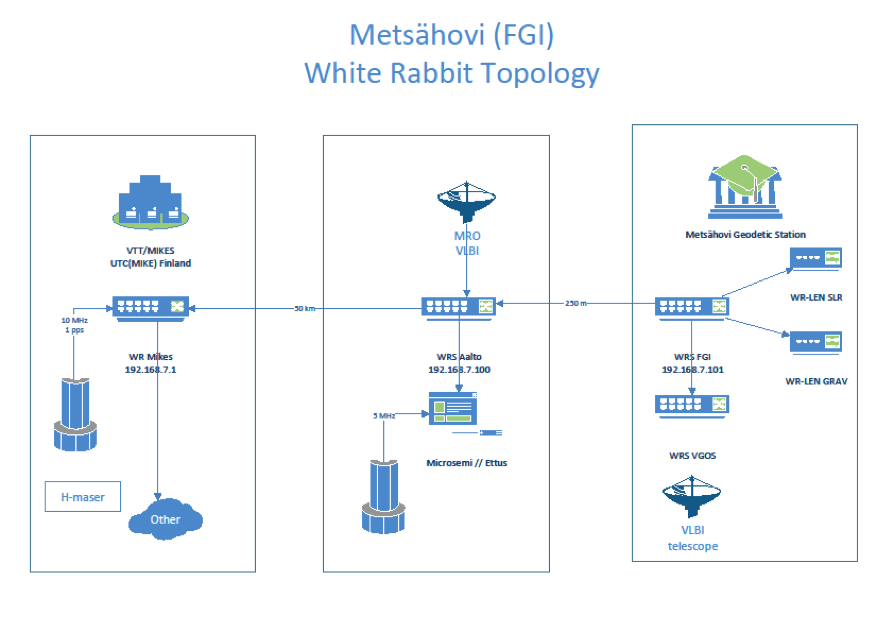 Metsähovi (FGI)
White Rabbit Topology
VTT/MIKES
UTC(MIKE) Finland
10 MHz
1 pps
WR Mikes
192.168.7.1
H-maser
Other
50 km
MRO
VLBI
WRS Aalto
192.168.7.100
5 MHz
Microsemi // Ettus
250 m
Metsähovi Geodetic Station
WR-LEN SLR
WRS FGI
192.168.7.101
WR-LEN GRAV
WRS VGOS
VLBI
telescope